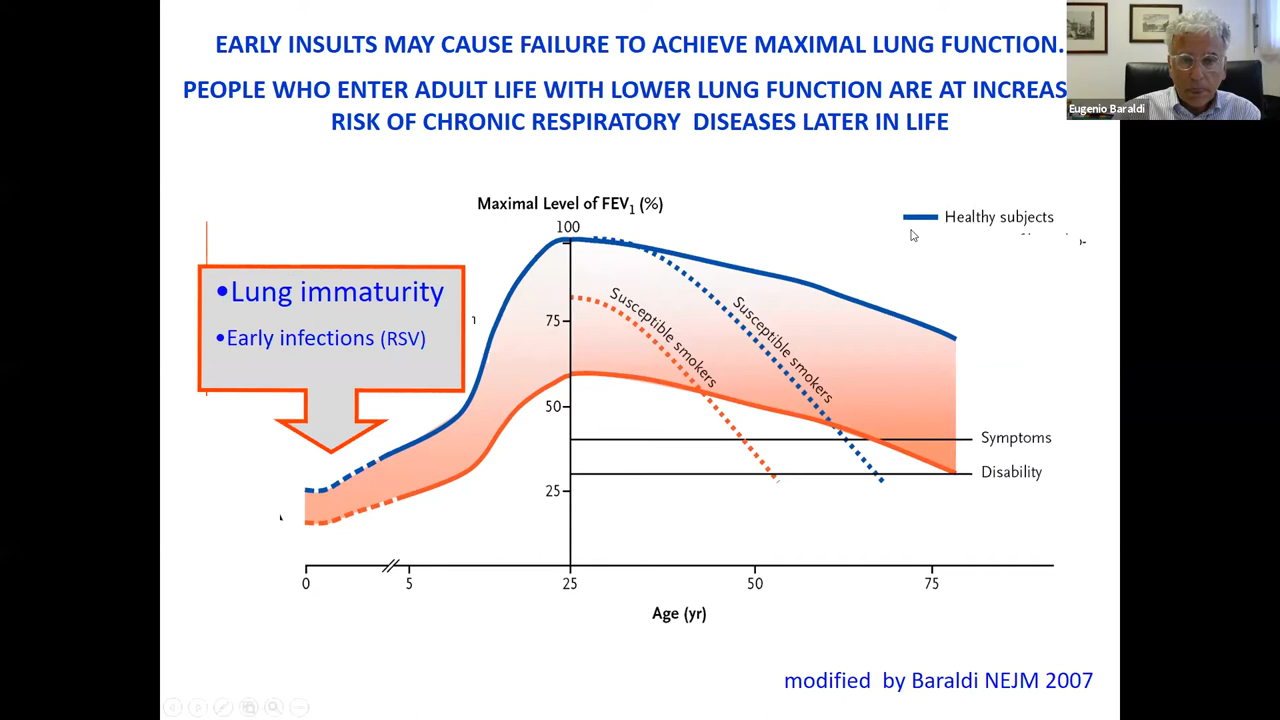 EARLY INSULTS MAY CAUSE FAILURE TO ACHIEVE MAXIMAL LUNG FUNCTION.
PEOPLE WHO ENTER ADULT LIFE WITH LOWER LUNG FUNCTION ARE AT INCREAS
RISK OF CHRONIC RESPIRATORY DISEASES LATER IN LIFE
Eugenio Baraldi
Maximal Level of FEV1 (%)
Healthy subjects
•Lung immaturity
•Early infections (RSV)
100
75
50
25
Susceptible smokers
Susceptible smokers
Symptoms
Disability
0
5
25
50
75
Age (yr)
modified by Baraldi NEJM 2007